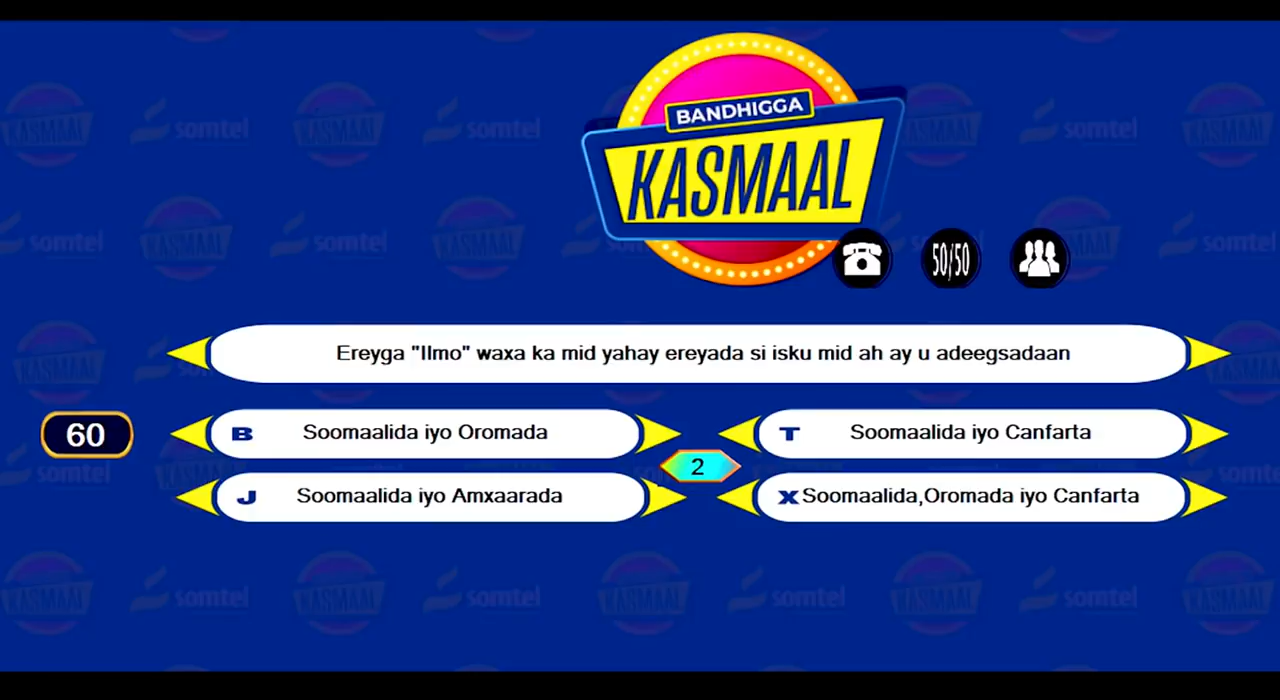 BANDHIGGA
KASMAAL
50/50
Ereyga "Ilmo" waxa ka mid yahay ereyada si isku mid ah ay u adeegsadaan
60
B Soomaalida iyo Oromada
T Soomaalida iyo Canfarta
2
J Soomaalida iyo Amxaarada
X Soomaalida,Oromada iyo Canfarta
somtel